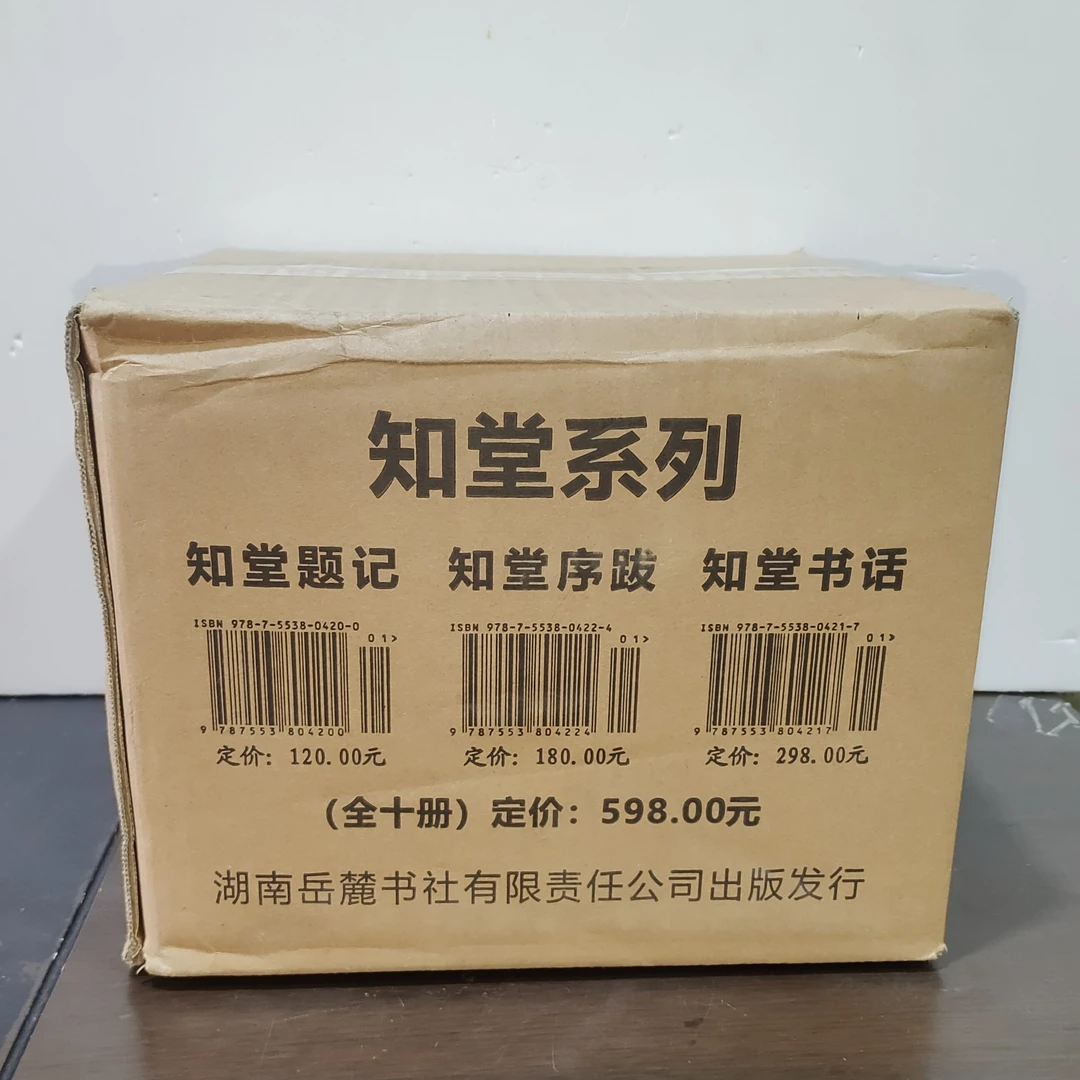 知堂系列
知堂题记 知堂序跋 知堂书话
ISBN 978-7-5538-0420-0 ISBN 978-7-5538-0422-4 ISBN 978-7-5538-0421-7
01> 01> 01>
9 787553 804200 9 787553 804224 9 787553 804217
定价: 120.00元 定价: 180.00元 定价: 298.00元
(全十册) 定价: 598.00元
湖南岳麓书社有限责任公司出版发行